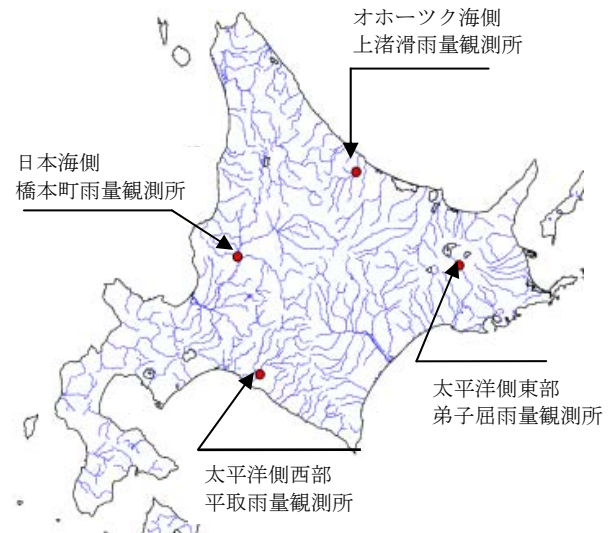 オホーツク海側
上渚滑雨量観測所
日本海側
橋本町雨量観測所
太平洋側東部
弟子屈雨量観測所
太平洋側西部
平取雨量観測所